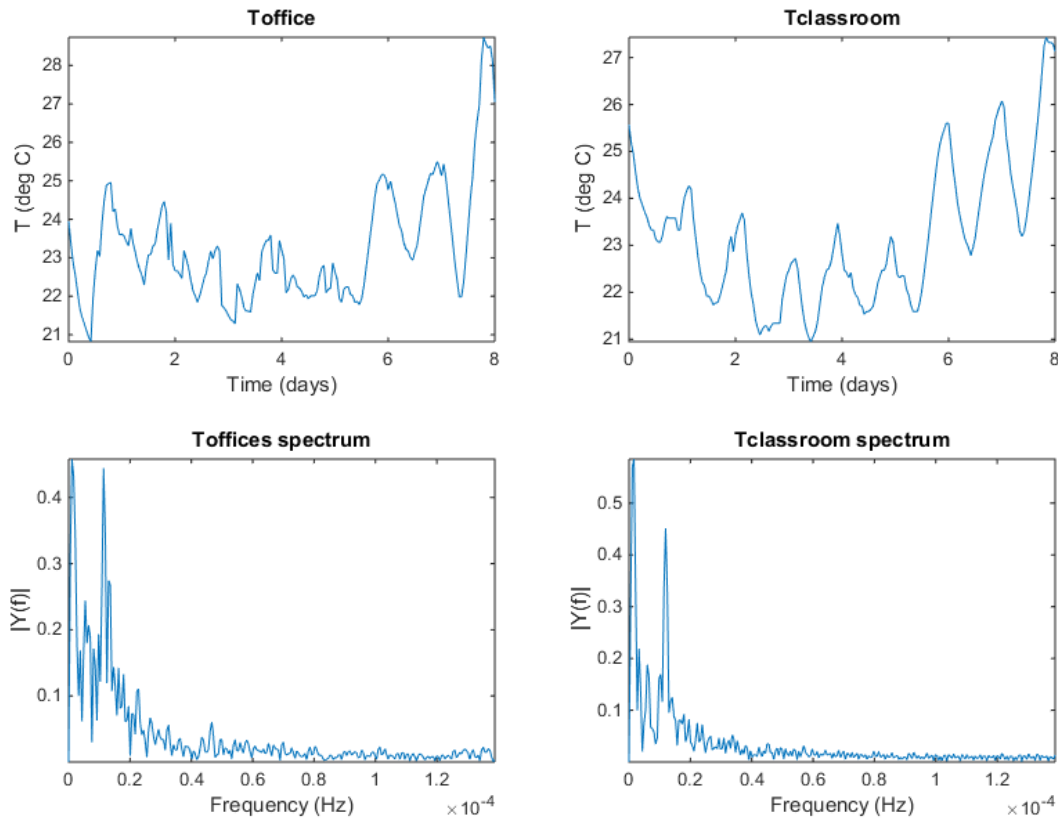 Toffice
T (deg C)
28
27
26
25
24
23
22
21
0 2 4 6 8
Time (days)
Tclassroom
T (deg C)
27
26
25
24
23
22
21
0 2 4 6 8
Time (days)
Toffices spectrum
|Y(f)|
0.4
0.3
0.2
0.1
0 0.2 0.4 0.6 0.8 1 1.2
Frequency (Hz)
×10⁻⁴
Tclassroom spectrum
|Y(f)|
0.5
0.4
0.3
0.2
0.1
0 0.2 0.4 0.6 0.8 1 1.2
Frequency (Hz)
×10⁻⁴